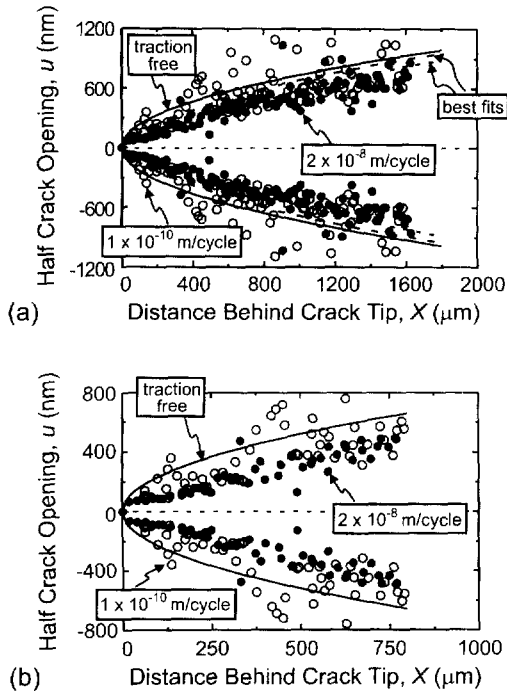 (a)
Half Crack Opening, u (nm)
1200
600
0
-600
-1200
traction
free
best fits
2 x 10⁻⁸ m/cycle
1 x 10⁻¹⁰ m/cycle
0 400 800 1200 1600 2000
Distance Behind Crack Tip, X (μm)
(b)
Half Crack Opening, u (nm)
800
400
0
-400
-800
traction
free
2 x 10⁻⁸ m/cycle
1 x 10⁻¹⁰ m/cycle
0 250 500 750 1000
Distance Behind Crack Tip, X (μm)